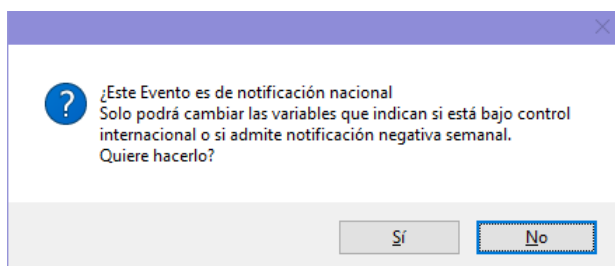 ¿Este Evento es de notificación nacional
Solo podrá cambiar las variables que indican si está bajo control
internacional o si admite notificación negativa semanal.
Quiere hacerlo?
Sí
No